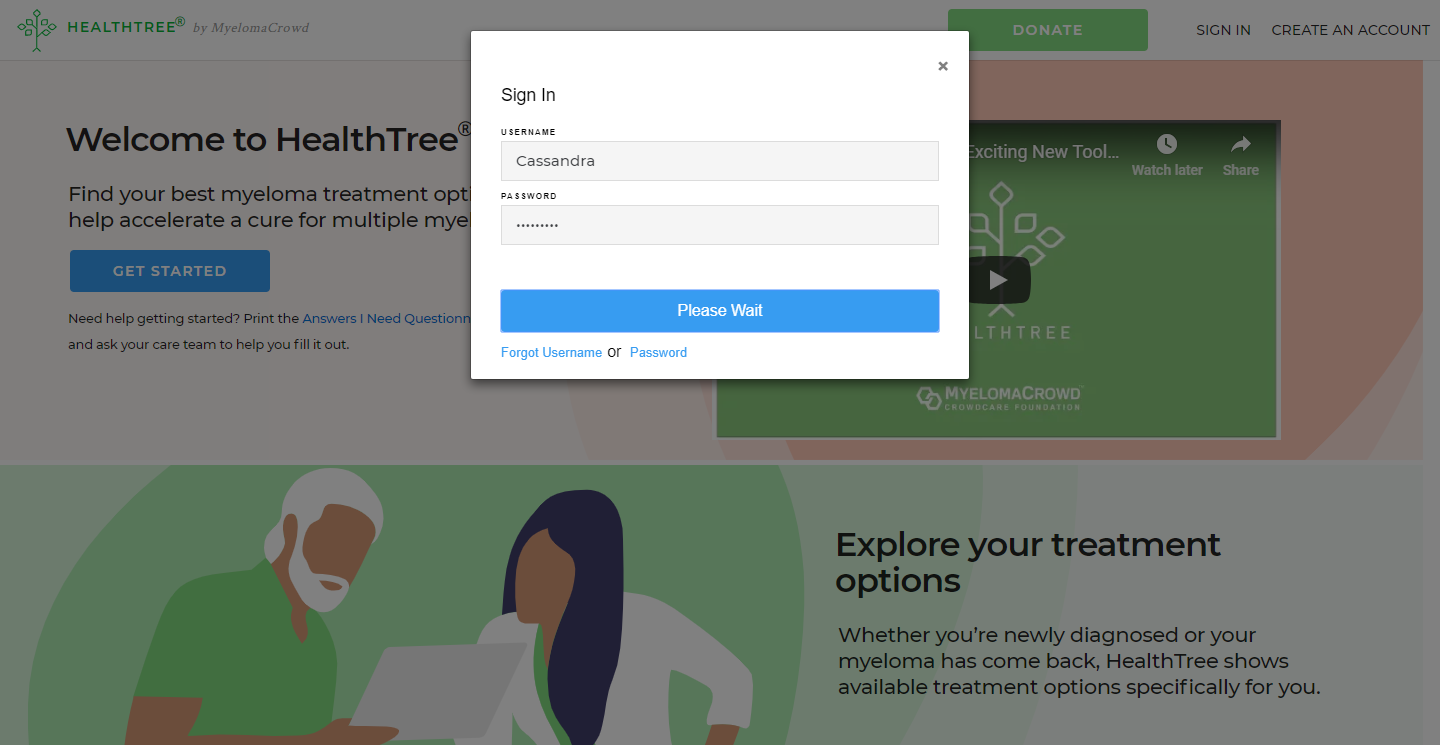 HEALTHTREE® by MyelomaCrowd
DONATE
SIGN IN
CREATE AN ACCOUNT
×
Sign In
USERNAME
Cassandra
PASSWORD
•••••••••
Please Wait
Forgot Username or Password
Welcome to HealthTree®
Find your best myeloma treatment opti
help accelerate a cure for multiple mye
GET STARTED
Need help getting started? Print the Answers I Need Questionn
and ask your care team to help you fill it out.
Exciting New Tool...
Watch later
Share
LTHTREE
MYELOMACROWD™
CROWDCARE FOUNDATION
Explore your treatment
options
Whether you’re newly diagnosed or your
myeloma has come back, HealthTree shows
available treatment options specifically for you.